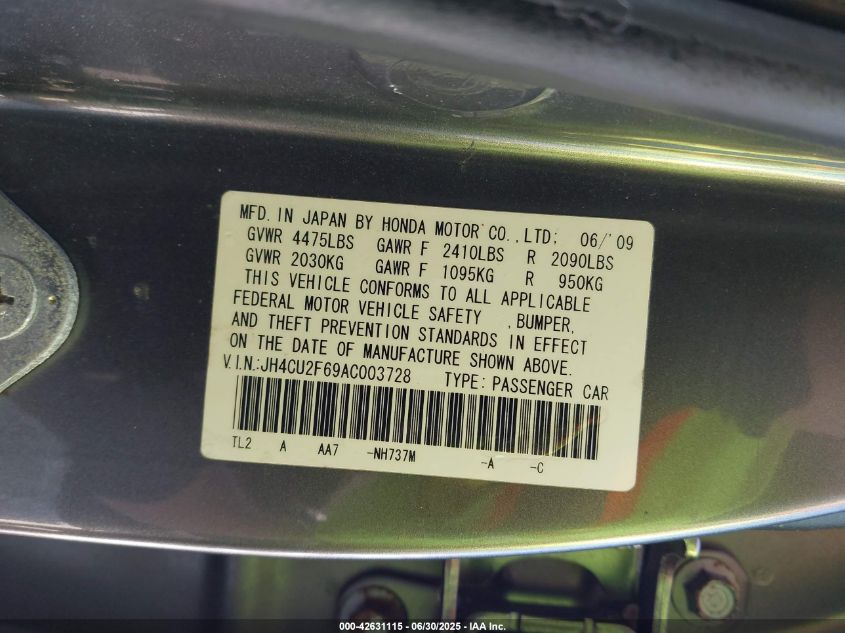 MFD. IN JAPAN BY HONDA MOTOR CO.,LTD; 06/'09
GVWR 4475LBS GAWR F 2410LBS R 2090LBS
GVWR 2030KG GAWR F 1095KG R 950KG
THIS VEHICLE CONFORMS TO ALL APPLICABLE
FEDERAL MOTOR VEHICLE SAFETY ,BUMPER,
AND THEFT PREVENTION STANDARDS IN EFFECT
ON THE DATE OF MANUFACTURE SHOWN ABOVE.
V.I.N.:JH4CU2F69AC003728 TYPE: PASSENGER CAR
TL2 A AA7 -NH737M -A -C
000-42631115 - 06/30/2025 - IAA Inc.